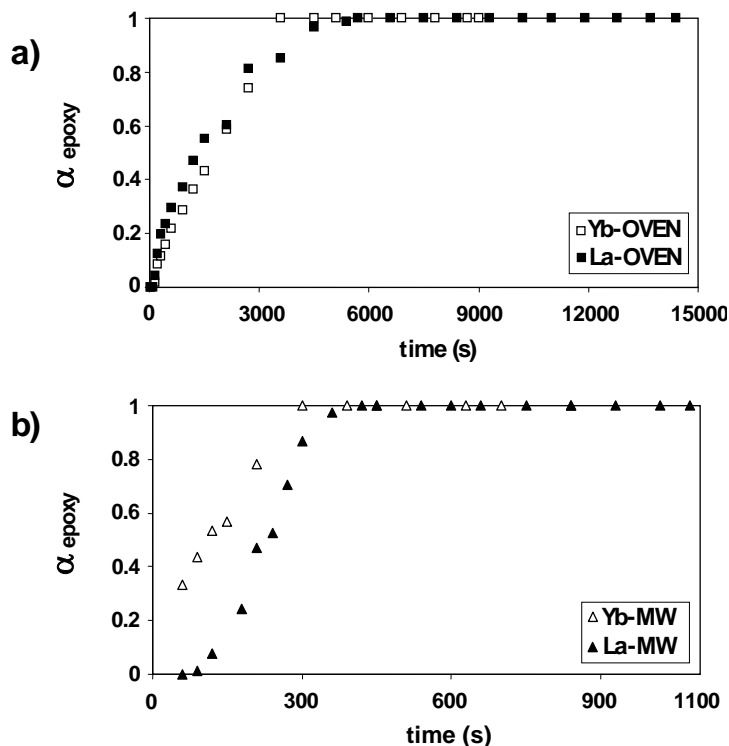 a)
1
0.8
0.6
0.4
0.2
0
α epoxy
Yb-OVEN
La-OVEN
0 3000 6000 9000 12000 15000
time (s)
b)
1
0.8
0.6
0.4
0.2
0
α epoxy
Yb-MW
La-MW
0 300 600 900 1100
time (s)